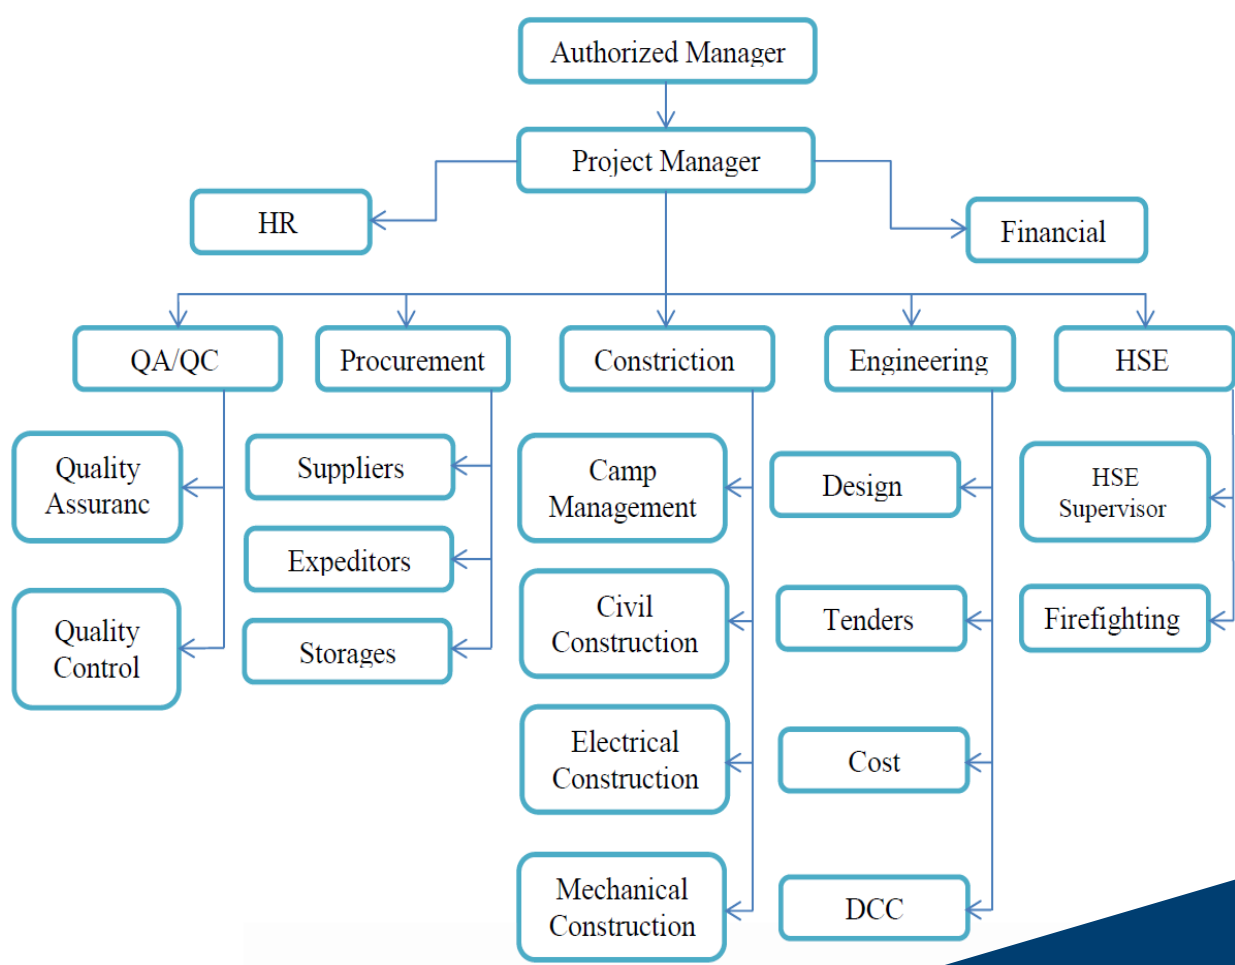 Authorized Manager
Project Manager
HR
Financial
QA/QC
Procurement
Constriction
Engineering
HSE
Quality
Assuranc
Quality
Control
Suppliers
Expeditors
Storages
Camp
Management
Civil
Construction
Electrical
Construction
Mechanical
Construction
Design
Tenders
Cost
DCC
HSE
Supervisor
Firefighting